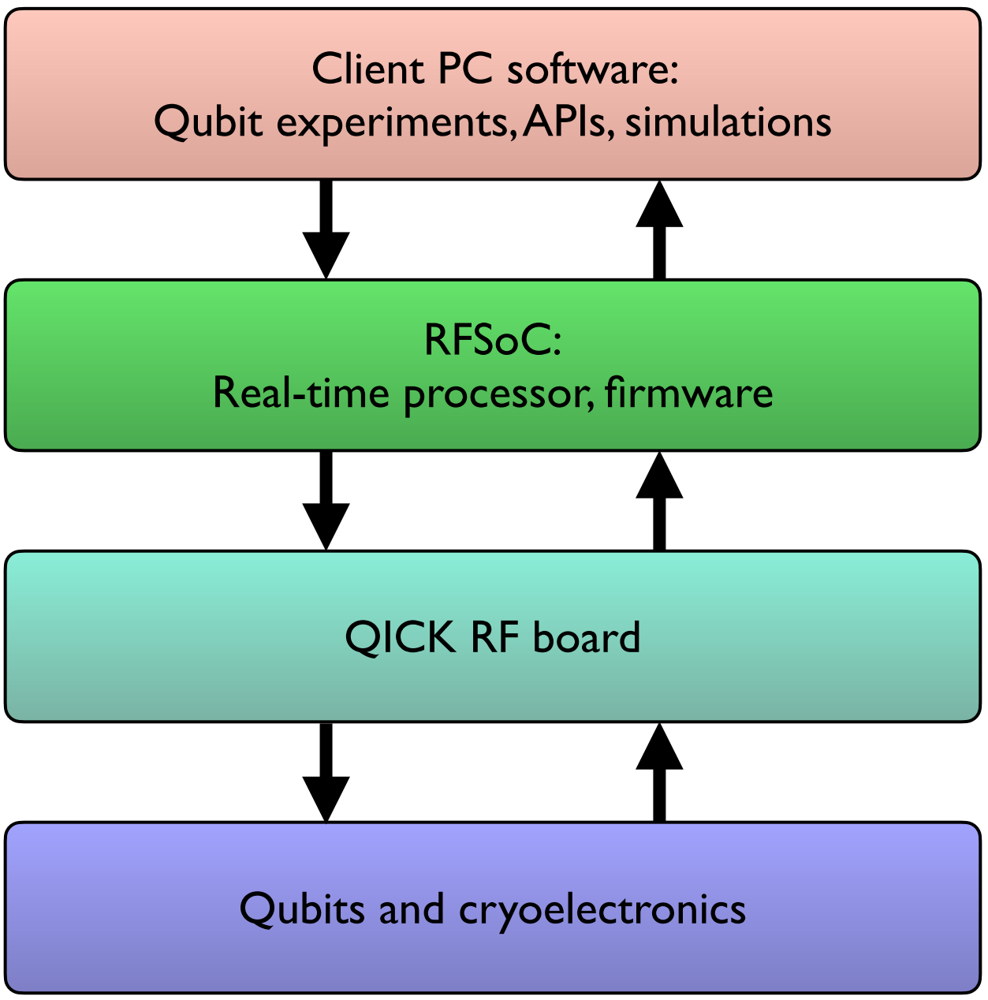 Client PC software:
Qubit experiments, APIs, simulations
RFSoC:
Real-time processor, firmware
QICK RF board
Qubits and cryoelectronics